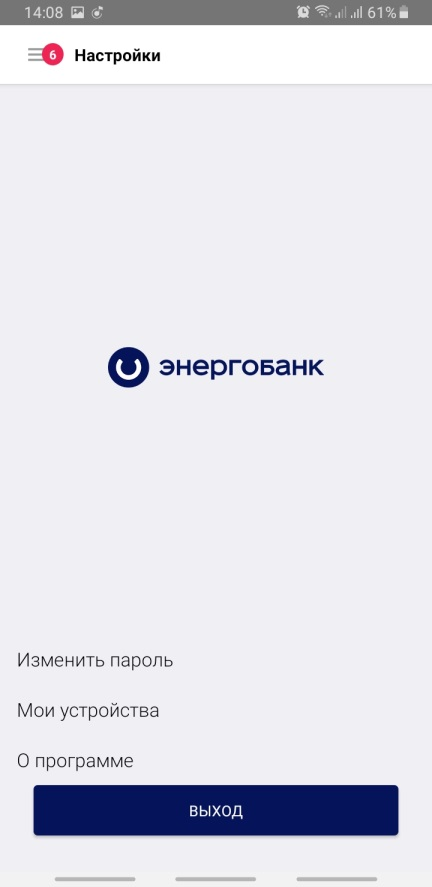 14:08 61%
6 Настройки
энергобанк
Изменить пароль
Мои устройства
О программе
ВЫХОД